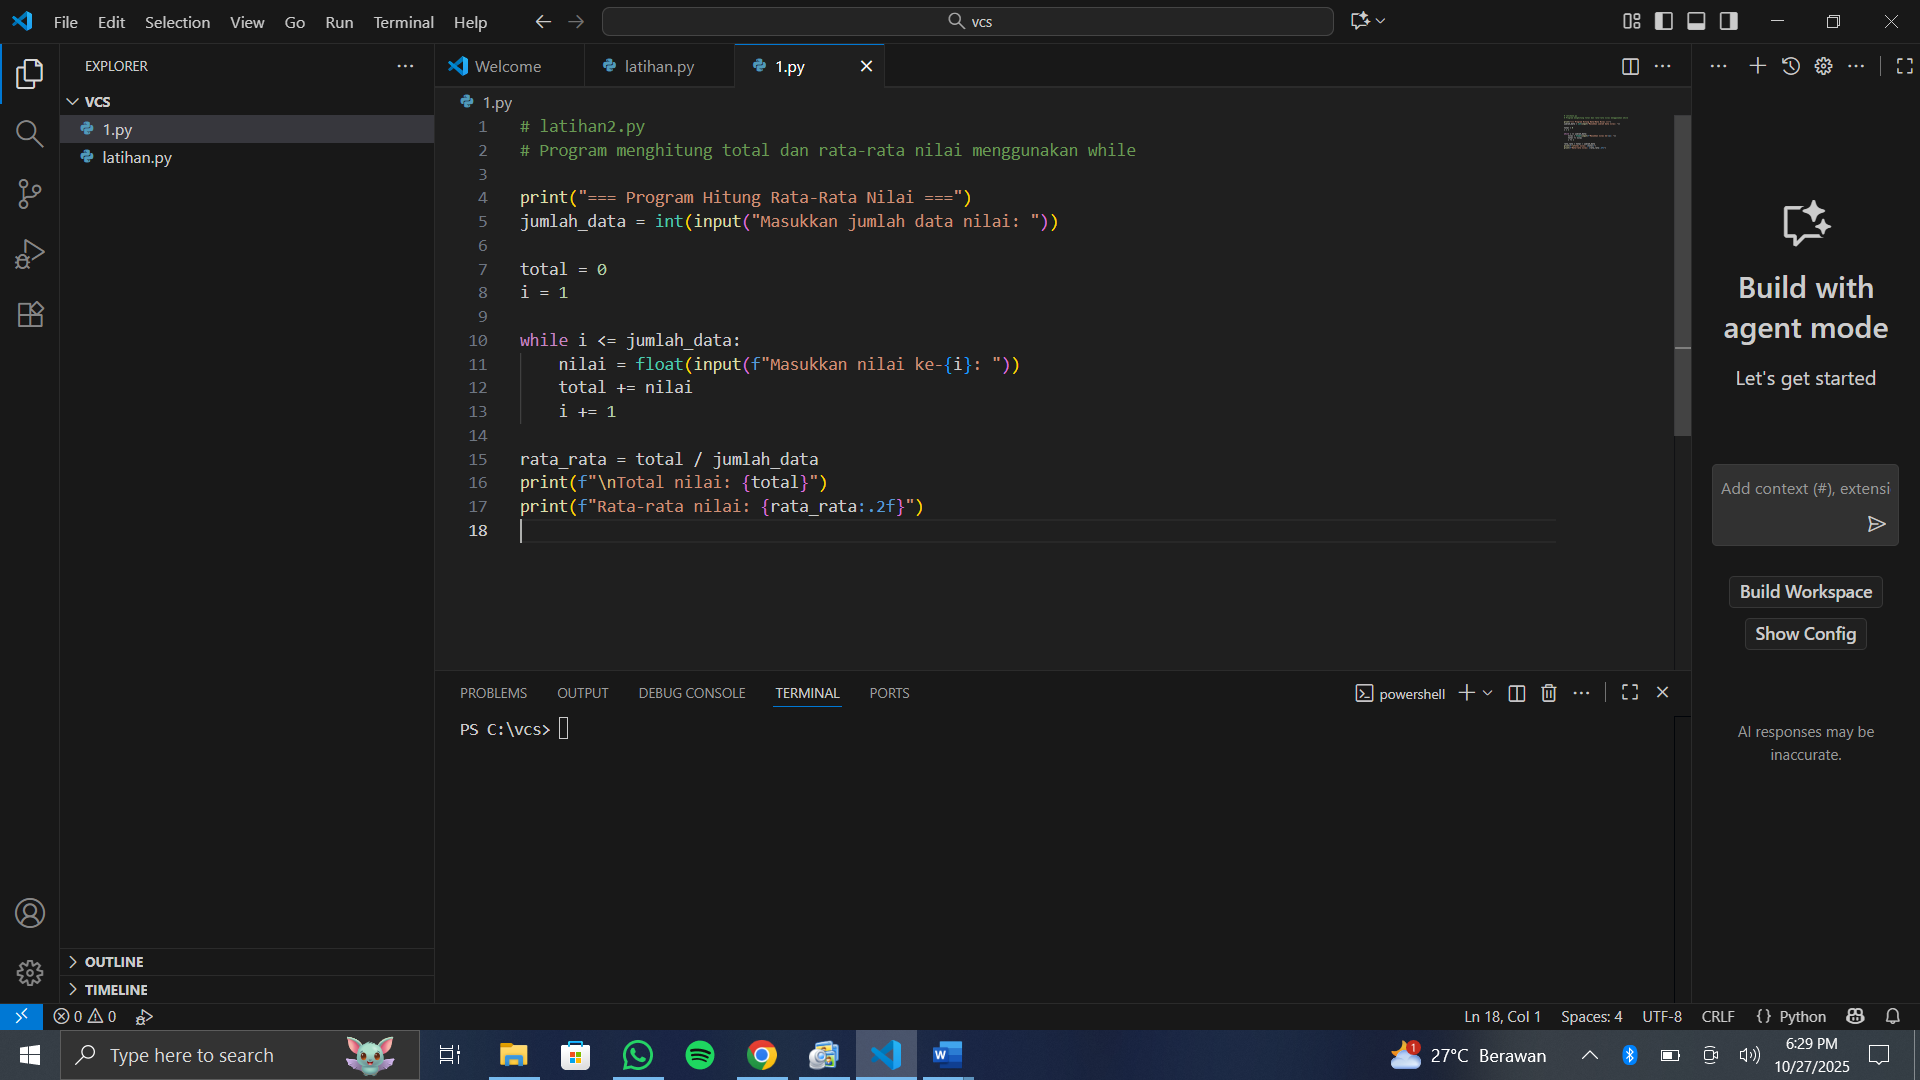 File Edit Selection View Go Run Terminal Help
vcs
EXPLORER
VCS
1.py
latihan.py
OUTLINE
TIMELINE
Welcome
latihan.py
1.py
1.py
1 # latihan2.py
2 # Program menghitung total dan rata-rata nilai menggunakan while
3
4 print("=== Program Hitung Rata-Rata Nilai ===")
5 jumlah_data = int(input("Masukkan jumlah data nilai: "))
6
7 total = 0
8 i = 1
9
10 while i <= jumlah_data:
11     nilai = float(input(f"Masukkan nilai ke-{i}: "))
12     total += nilai
13     i += 1
14
15 rata_rata = total / jumlah_data
16 print(f"\nTotal nilai: {total}")
17 print(f"Rata-rata nilai: {rata_rata:.2f}")
18
PROBLEMS OUTPUT DEBUG CONSOLE TERMINAL PORTS
powershell
PS C:\vcs>
Build with
agent mode
Let's get started
Add context (#), extensi
Build Workspace
Show Config
AI responses may be
inaccurate.
0 0
Ln 18, Col 1 Spaces: 4 UTF-8 CRLF {} Python
Type here to search
1
27°C Berawan
6:29 PM
10/27/2025